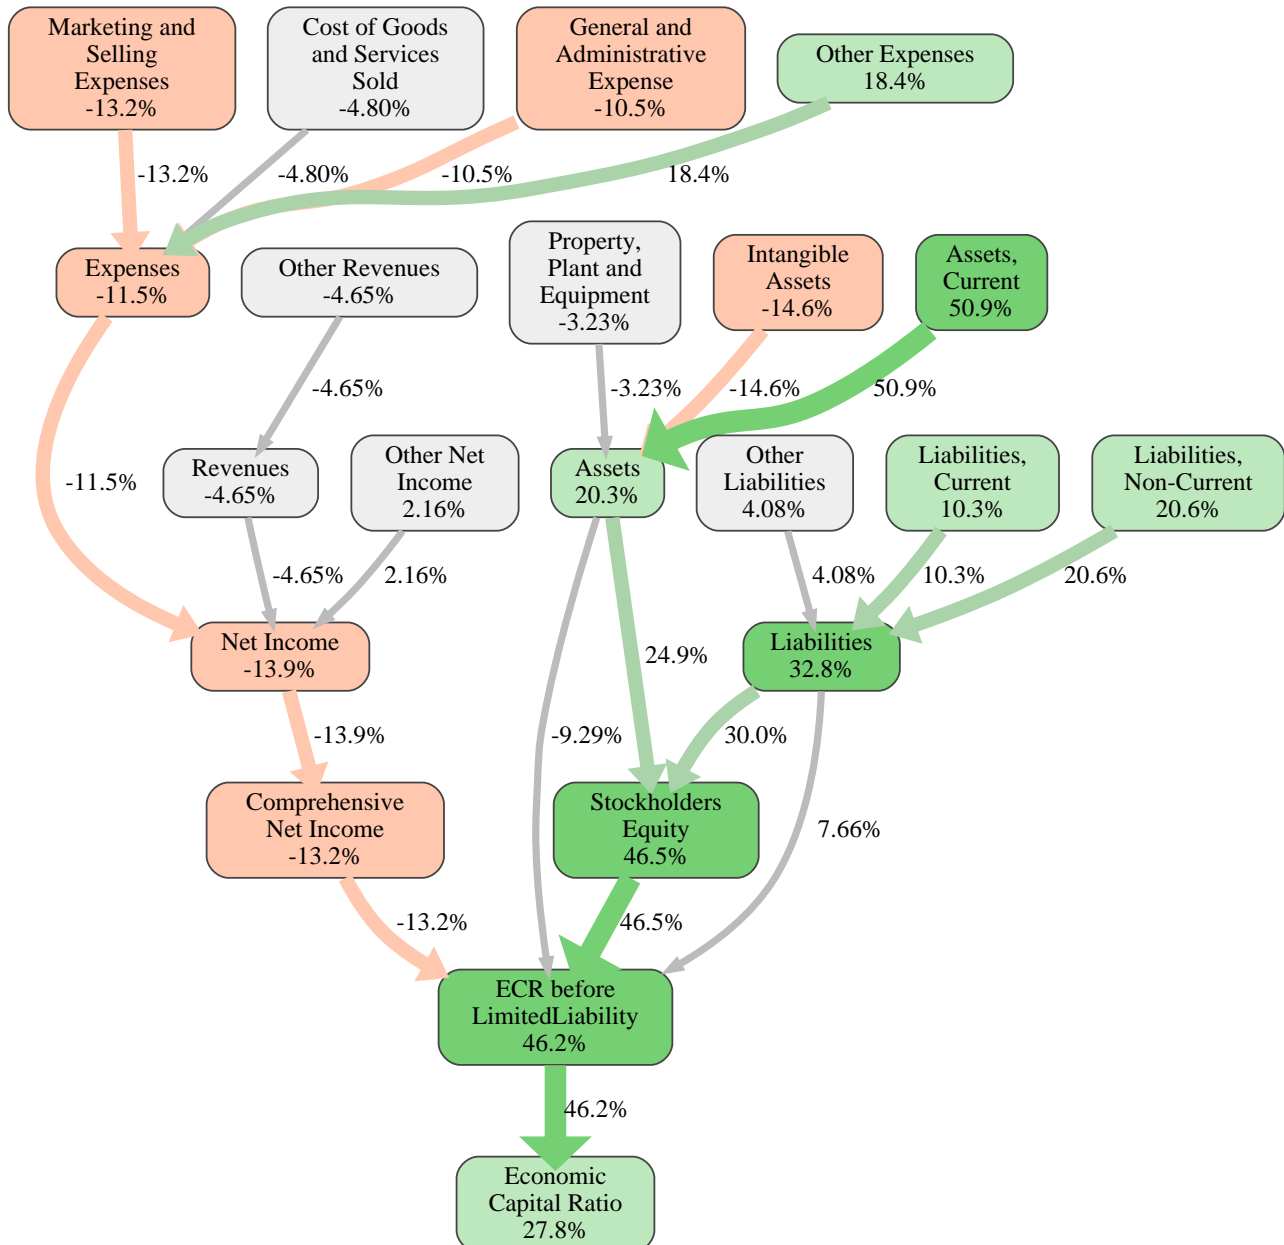 Marketing and
Selling
Expenses
-13.2%
Cost of Goods
and Services
Sold
-4.80%
General and
Administrative
Expense
-10.5%
Other Expenses
18.4%
-13.2%
-4.80%
-10.5%
18.4%
Expenses
-11.5%
Other Revenues
-4.65%
Property,
Plant and
Equipment
-3.23%
Intangible
Assets
-14.6%
Assets,
Current
50.9%
-4.65%
-3.23%
-14.6%
50.9%
-11.5%
Revenues
-4.65%
Other Net
Income
2.16%
Assets
20.3%
Other
Liabilities
4.08%
Liabilities,
Current
10.3%
Liabilities,
Non-Current
20.6%
-4.65%
2.16%
4.08%
10.3%
20.6%
Net Income
-13.9%
24.9%
Liabilities
32.8%
-13.9%
-9.29%
30.0%
7.66%
Comprehensive
Net Income
-13.2%
Stockholders
Equity
46.5%
-13.2%
46.5%
ECR before
LimitedLiability
46.2%
46.2%
Economic
Capital Ratio
27.8%